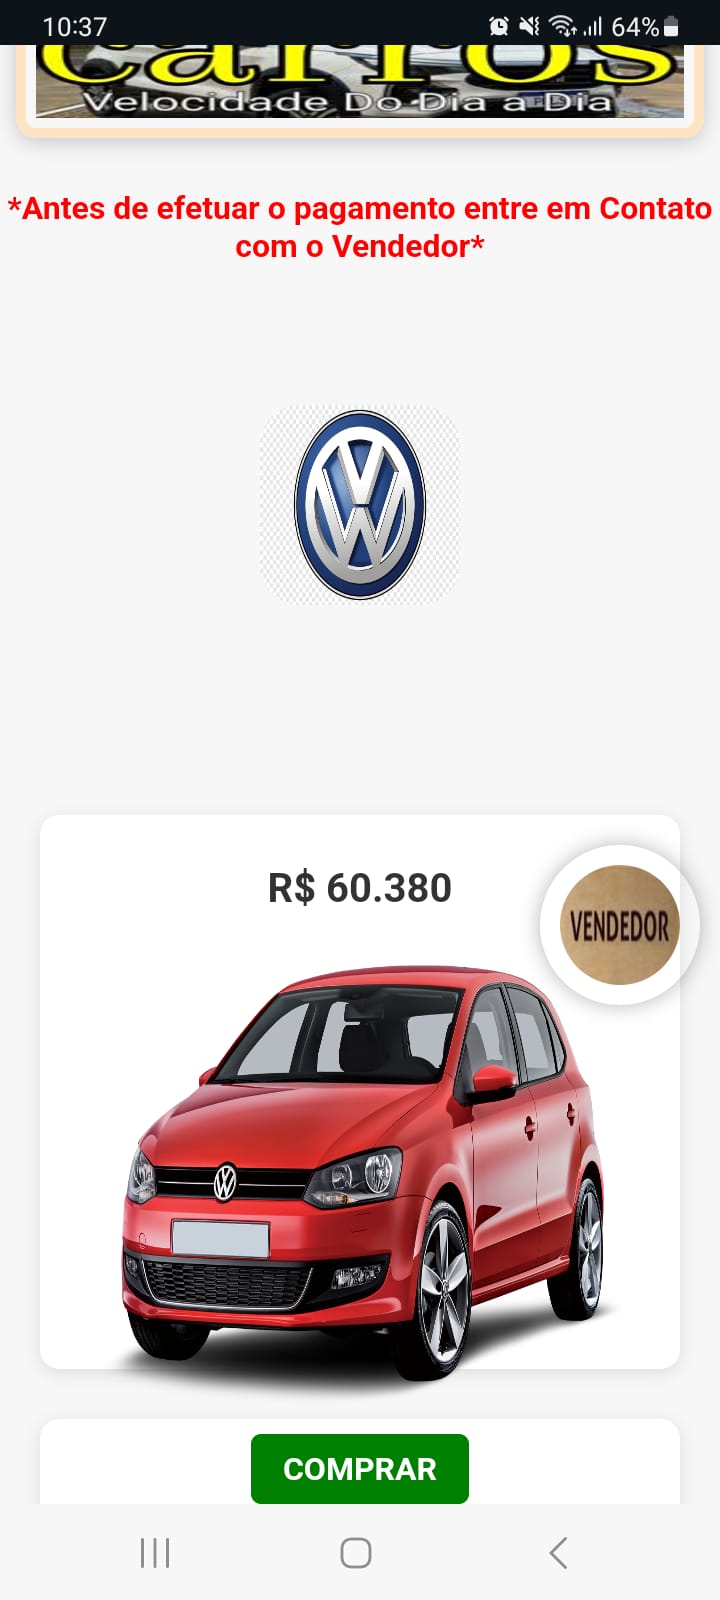 10:37
64%
Carros
Velocidade Do Dia a Dia
*Antes de efetuar o pagamento entre em Contato
com o Vendedor*
R$ 60.380
VENDEDOR
COMPRAR